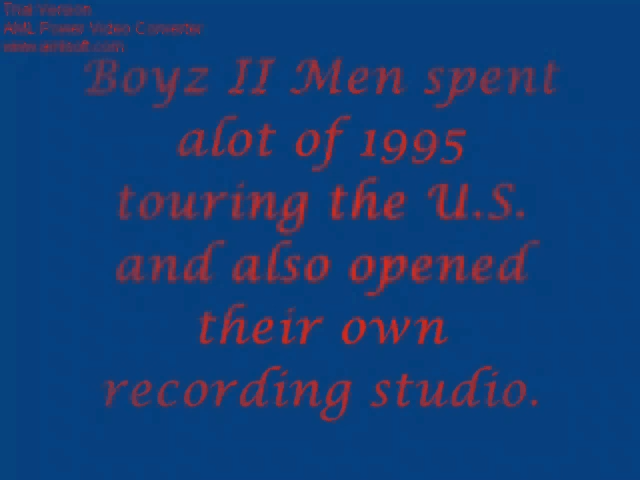 Trial Version
AML Power Video Converter
www.amlsoft.com
Boyz II Men spent
alot of 1995
touring the U.S.
and also opened
their own
recording studio.